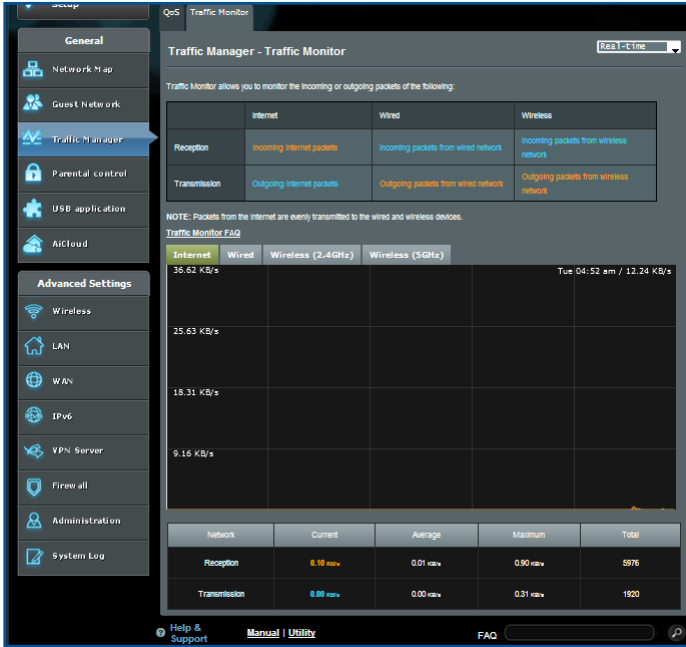 Setup
QoS Traffic Monitor
General
Network Map
Guest Network
Traffic Manager
Parental control
USB application
AiCloud
Advanced Settings
Wireless
LAN
WAN
IPv6
VPN Server
Firewall
Administration
System Log
Traffic Manager - Traffic Monitor
Real-time
Traffic Monitor allows you to monitor the incoming or outgoing packets of the following:
Internet Wired Wireless
Reception Incoming internet packets Incoming packets from wired network Incoming packets from wireless network
Transmission Outgoing internet packets Outgoing packets from wired network Outgoing packets from wireless network
NOTE: Packets from the Internet are evenly transmitted to the wired and wireless devices.
Traffic Monitor FAQ
Internet Wired Wireless (2.4GHz) Wireless (5GHz)
36.62 KB/s Tue 04:52 am / 12.24 KB/s
25.63 KB/s
18.31 KB/s
9.16 KB/s
Network Current Average Maximum Total
Reception 0.10 KB/s 0.01 KB/s 0.90 KB/s 5976
Transmission 0.00 KB/s 0.00 KB/s 0.31 KB/s 1920
Help & Support Manual | Utility FAQ